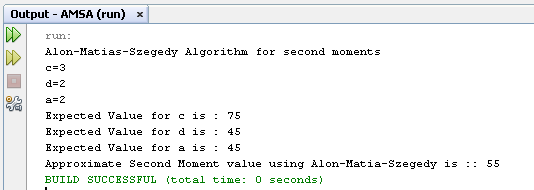 Output - AMSA (run) ×
run:
Alon-Matias-Szegedy Algorithm for second moments
c=3
d=2
a=2
Expected Value for c is : 75
Expected Value for d is : 45
Expected Value for a is : 45
Approximate Second Moment value using Alon-Matia-Szegedy is :: 55
BUILD SUCCESSFUL (total time: 0 seconds)